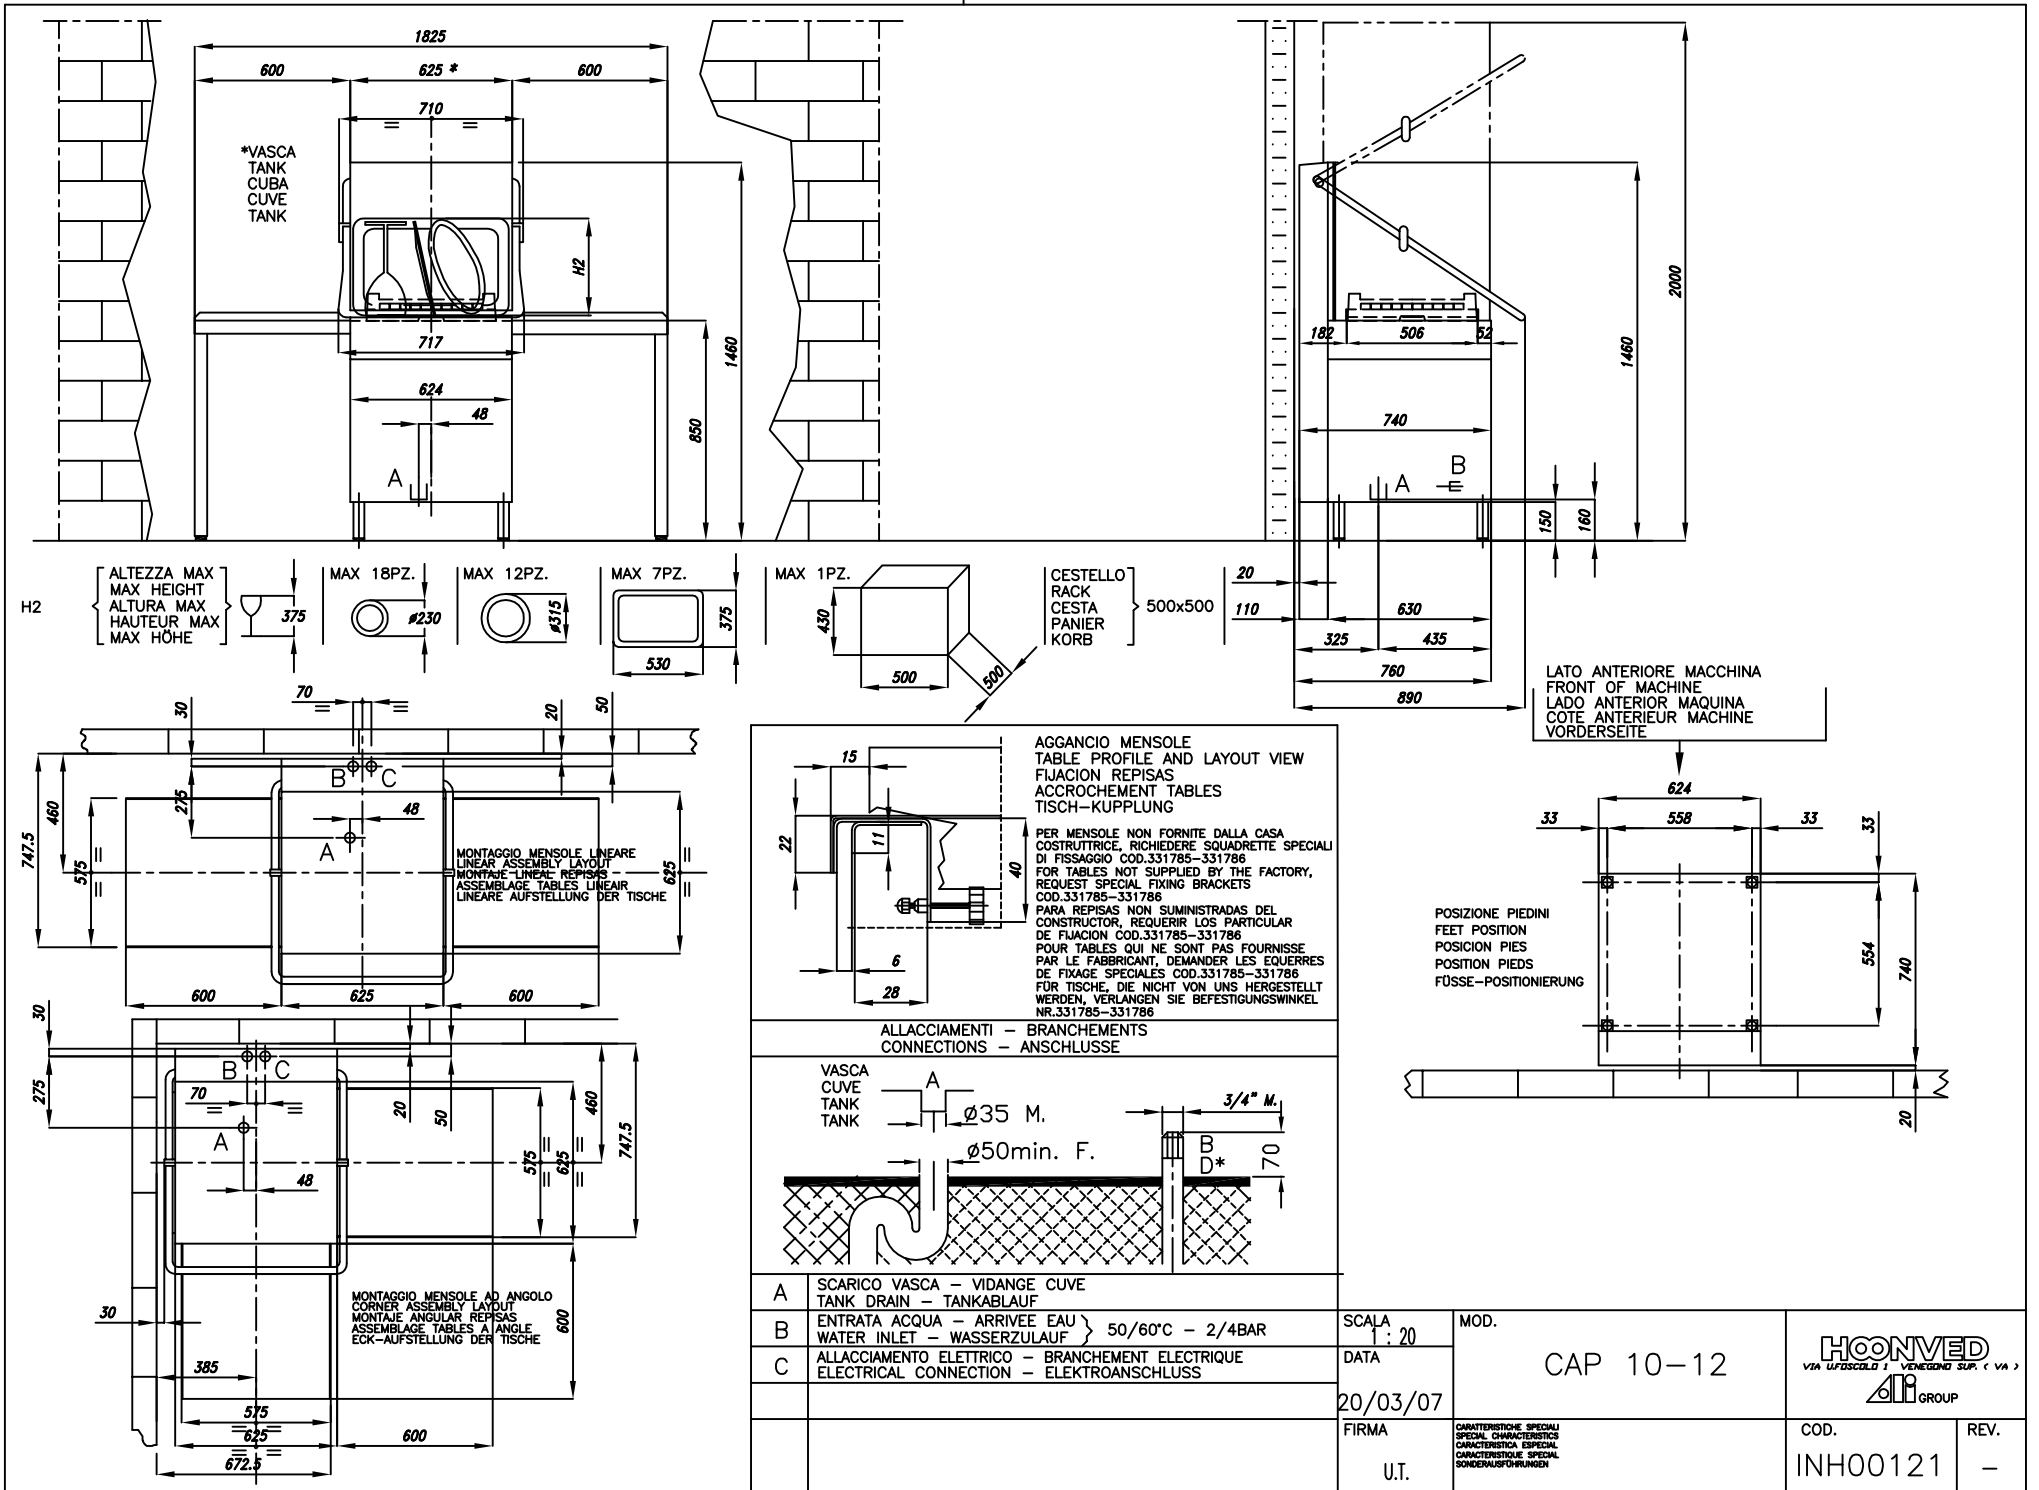 1825
600
625 *
600
710
= =
*VASCA
TANK
CUBA
CUVE
TANK
H2
717
624
48
A
850
1460
182
506
52
740
A
B
150
160
1460
2000
20
110
630
325
435
760
890
H2
ALTEZZA MAX
MAX HEIGHT
ALTURA MAX
HAUTEUR MAX
MAX HÖHE
375
MAX 18PZ.
ø230
MAX 12PZ.
ø315
MAX 7PZ.
375
530
MAX 1PZ.
430
500
500
CESTELLO
RACK
CESTA
PANIER
KORB
500x500
30
70
= =
20
50
B
C
275
48
A
747.5
460
575
=
=
625
=
=
MONTAGGIO MENSOLE LINEARE
LINEAR ASSEMBLY LAYOUT
MONTAJE LINEAL REPISAS
ASSEMBLAGE TABLES LINEAIR
LINEARE AUFSTELLUNG DER TISCHE
600
625
600
30
275
B
C
70
= =
A
20
50
48
575
=
=
625
=
=
460
747.5
600
MONTAGGIO MENSOLE AD ANGOLO
CORNER ASSEMBLY LAYOUT
MONTAJE ANGULAR REPISAS
ASSEMBLAGE TABLES A ANGLE
ECK-AUFSTELLUNG DER TISCHE
30
385
575
= =
625
= =
672.5
600
15
22
11
40
6
28
AGGANCIO MENSOLE
TABLE PROFILE AND LAYOUT VIEW
FIJACION REPISAS
ACCROCHEMENT TABLES
TISCH-KUPPLUNG
PER MENSOLE NON FORNITE DALLA CASA
COSTRUTTRICE, RICHIEDERE SQUADRETTE SPECIALI
DI FISSAGGIO COD.331785-331786
FOR TABLES NOT SUPPLIED BY THE FACTORY,
REQUEST SPECIAL FIXING BRACKETS
COD.331785-331786
PARA REPISAS NON SUMINISTRADAS DEL
CONSTRUCTOR, REQUERIR LOS PARTICULAR
DE FIJACION COD.331785-331786
POUR TABLES QUI NE SONT PAS FOURNISSE
PAR LE FABBRICANT, DEMANDER LES EQUERRES
DE FIXAGE SPECIALES COD.331785-331786
FÜR TISCHE, DIE NICHT VON UNS HERGESTELLT
WERDEN, VERLANGEN SIE BEFESTIGUNGSWINKEL
NR.331785-331786
ALLACCIAMENTI - BRANCHEMENTS
CONNECTIONS - ANSCHLUSSE
VASCA
CUVE
TANK
TANK
A
ø35 M.
ø50min. F.
3/4" M.
B
D*
70
A
SCARICO VASCA - VIDANGE CUVE
TANK DRAIN - TANKABLAUF
B
ENTRATA ACQUA - ARRIVEE EAU
WATER INLET - WASSERZULAUF
50/60°C - 2/4BAR
C
ALLACCIAMENTO ELETTRICO - BRANCHEMENT ELECTRIQUE
ELECTRICAL CONNECTION - ELEKTROANSCHLUSS
LATO ANTERIORE MACCHINA
FRONT OF MACHINE
LADO ANTERIOR MAQUINA
COTE ANTERIEUR MACHINE
VORDERSEITE
624
33
558
33
33
554
740
20
POSIZIONE PIEDINI
FEET POSITION
POSICION PIES
POSITION PIEDS
FÜSSE-POSITIONIERUNG
SCALA
1 : 20
DATA
20/03/07
FIRMA
U.T.
MOD.
CAP 10-12
CARATTERISTICHE SPECIALI
SPECIAL CHARACTERISTICS
CARACTERISTICA ESPECIAL
CARACTERISTIQUE SPECIAL
SONDERAUSFÜHRUNGEN
HOONVED
VIA U.FOSCOLO 1 VENEGONO SUP. ( VA )
Ali GROUP
COD.
INH00121
REV.
-